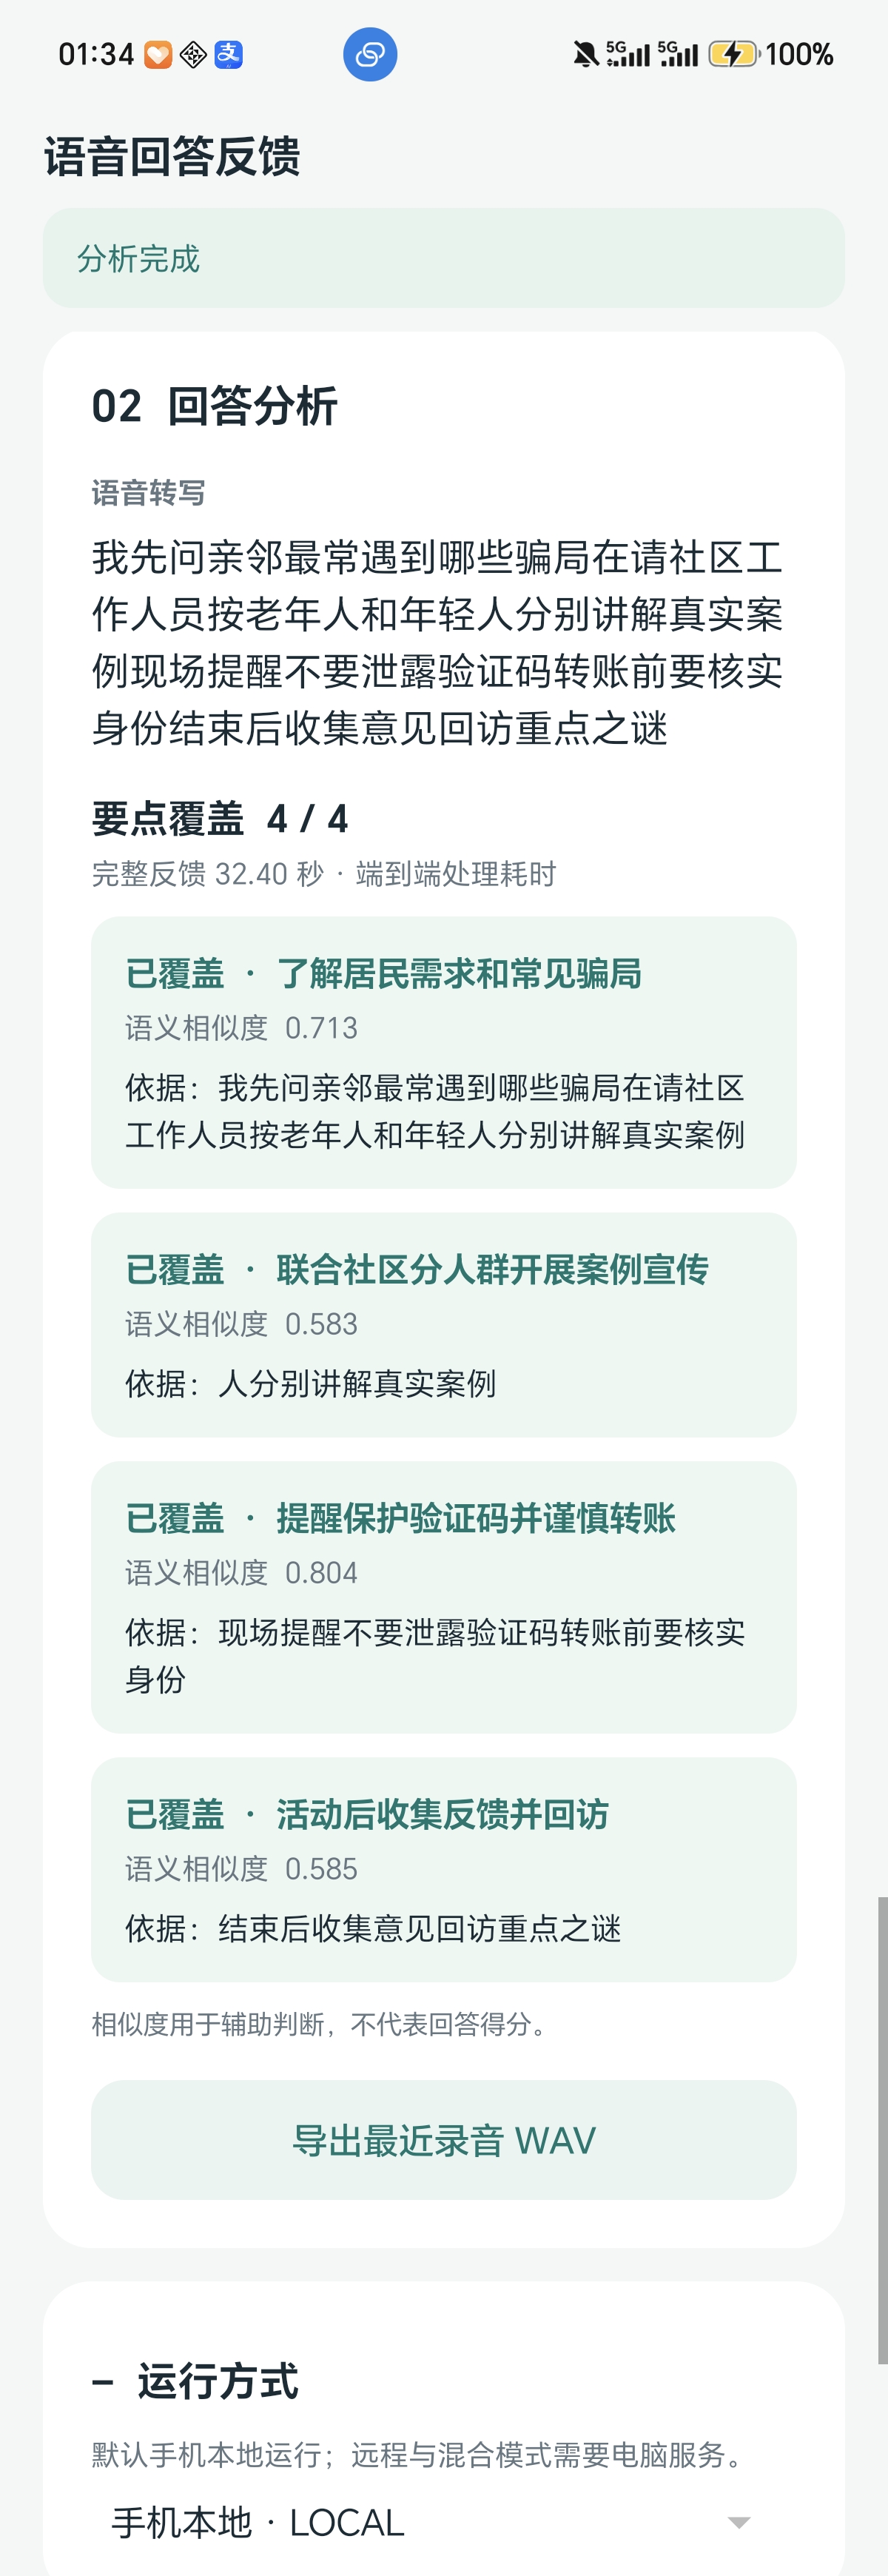 01:34 支 5G 5G 100%
语音回答反馈
分析完成
02 回答分析
语音转写
我先问亲邻最常遇到哪些骗局在请社区工
作人员按老年人和年轻人分别讲解真实案
例现场提醒不要泄露验证码转账前要核实
身份结束后收集意见回访重点之谜
要点覆盖 4 / 4
完整反馈 32.40 秒 · 端到端处理耗时
已覆盖 · 了解居民需求和常见骗局
语义相似度 0.713
依据：我先问亲邻最常遇到哪些骗局在请社区
工作人员按老年人和年轻人分别讲解真实案例
已覆盖 · 联合社区分人群开展案例宣传
语义相似度 0.583
依据：人分别讲解真实案例
已覆盖 · 提醒保护验证码并谨慎转账
语义相似度 0.804
依据：现场提醒不要泄露验证码转账前要核实
身份
已覆盖 · 活动后收集反馈并回访
语义相似度 0.585
依据：结束后收集意见回访重点之谜
相似度用于辅助判断，不代表回答得分。
导出最近录音 WAV
– 运行方式
默认手机本地运行；远程与混合模式需要电脑服务。
手机本地 · LOCAL